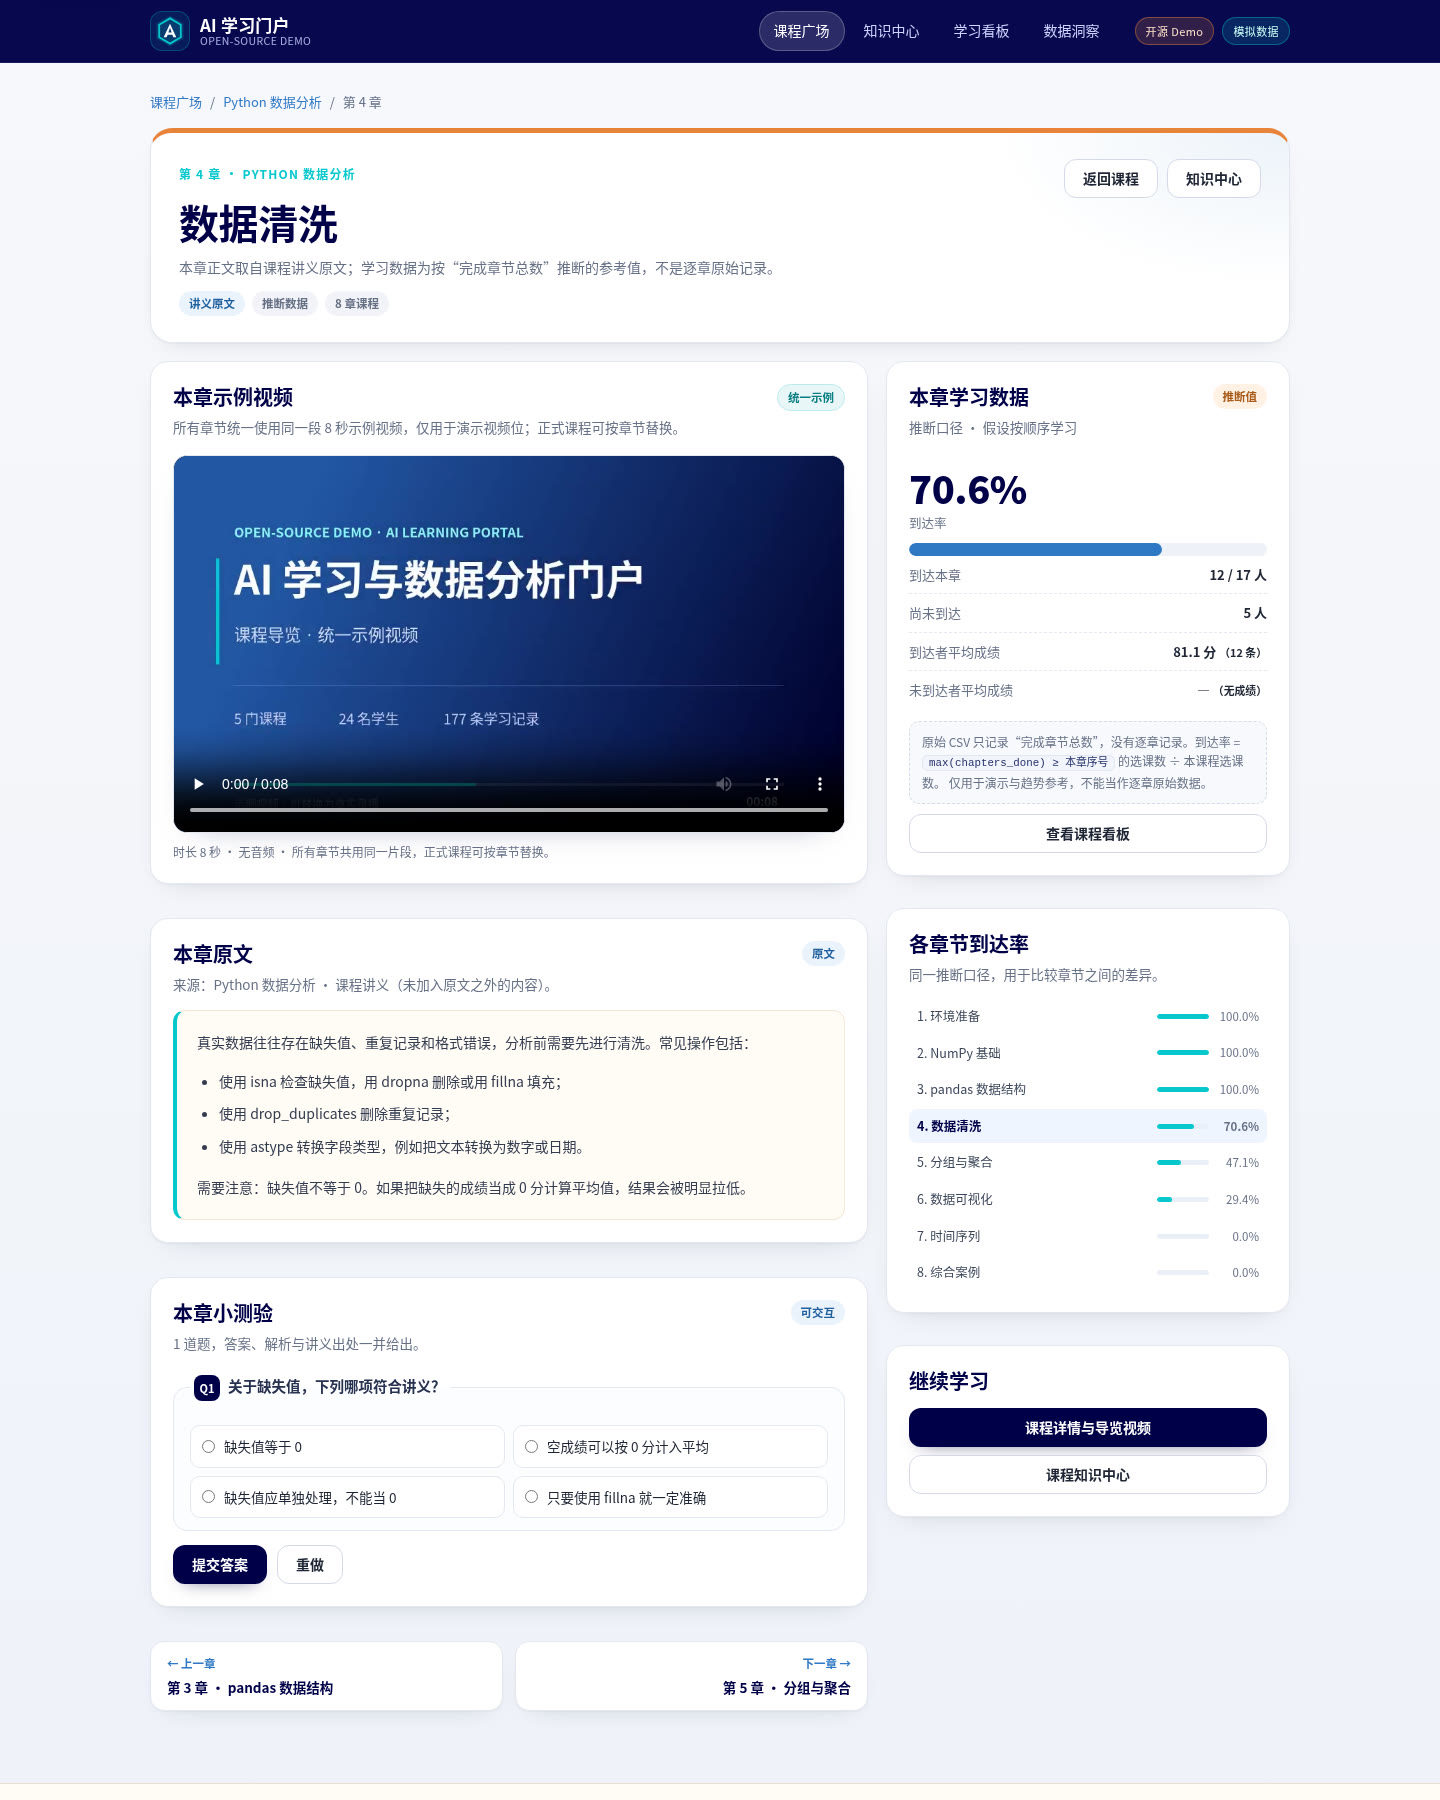 AI 学习门户
OPEN-SOURCE DEMO
课程广场
知识中心
学习看板
数据洞察
开源 Demo
模拟数据
课程广场 / Python 数据分析 / 第 4 章
第 4 章 · PYTHON 数据分析
返回课程
知识中心
数据清洗
本章正文取自课程讲义原文；学习数据为按“完成章节总数”推断的参考值，不是逐章原始记录。
讲义原文
推断数据
8 章课程
本章示例视频
统一示例
所有章节统一使用同一段 8 秒示例视频，仅用于演示视频位；正式课程可按章节替换。
OPEN-SOURCE DEMO · AI LEARNING PORTAL
AI 学习与数据分析门户
课程导览 · 统一示例视频
5 门课程
24 名学生
177 条学习记录
0:00 / 0:08
00:08
时长 8 秒 · 无音频 · 所有章节共用同一片段，正式课程可按章节替换。
本章原文
原文
来源：Python 数据分析 · 课程讲义（未加入原文之外的内容）。
真实数据往往存在缺失值、重复记录和格式错误，分析前需要先进行清洗。常见操作包括：
• 使用 isna 检查缺失值，用 dropna 删除或用 fillna 填充；
• 使用 drop_duplicates 删除重复记录；
• 使用 astype 转换字段类型，例如把文本转换为数字或日期。
需要注意：缺失值不等于 0。如果把缺失的成绩当成 0 分计算平均值，结果会被明显拉低。
本章小测验
可交互
1 道题，答案、解析与讲义出处一并给出。
Q1 关于缺失值，下列哪项符合讲义？
缺失值等于 0
空成绩可以按 0 分计入平均
缺失值应单独处理，不能当 0
只要使用 fillna 就一定准确
提交答案
重做
← 上一章
第 3 章 · pandas 数据结构
下一章 →
第 5 章 · 分组与聚合
本章学习数据
推断值
推断口径 · 假设按顺序学习
70.6%
到达率
到达本章 12 / 17 人
尚未到达 5 人
到达者平均成绩 81.1 分 （12 条）
未到达者平均成绩 — （无成绩）
原始 CSV 只记录“完成章节总数”，没有逐章记录。到达率 =
max(chapters_done) ≥ 本章序号 的选课数 ÷ 本课程选课
数。 仅用于演示与趋势参考，不能当作逐章原始数据。
查看课程看板
各章节到达率
同一推断口径，用于比较章节之间的差异。
1. 环境准备 100.0%
2. NumPy 基础 100.0%
3. pandas 数据结构 100.0%
4. 数据清洗 70.6%
5. 分组与聚合 47.1%
6. 数据可视化 29.4%
7. 时间序列 0.0%
8. 综合案例 0.0%
继续学习
课程详情与导览视频
课程知识中心